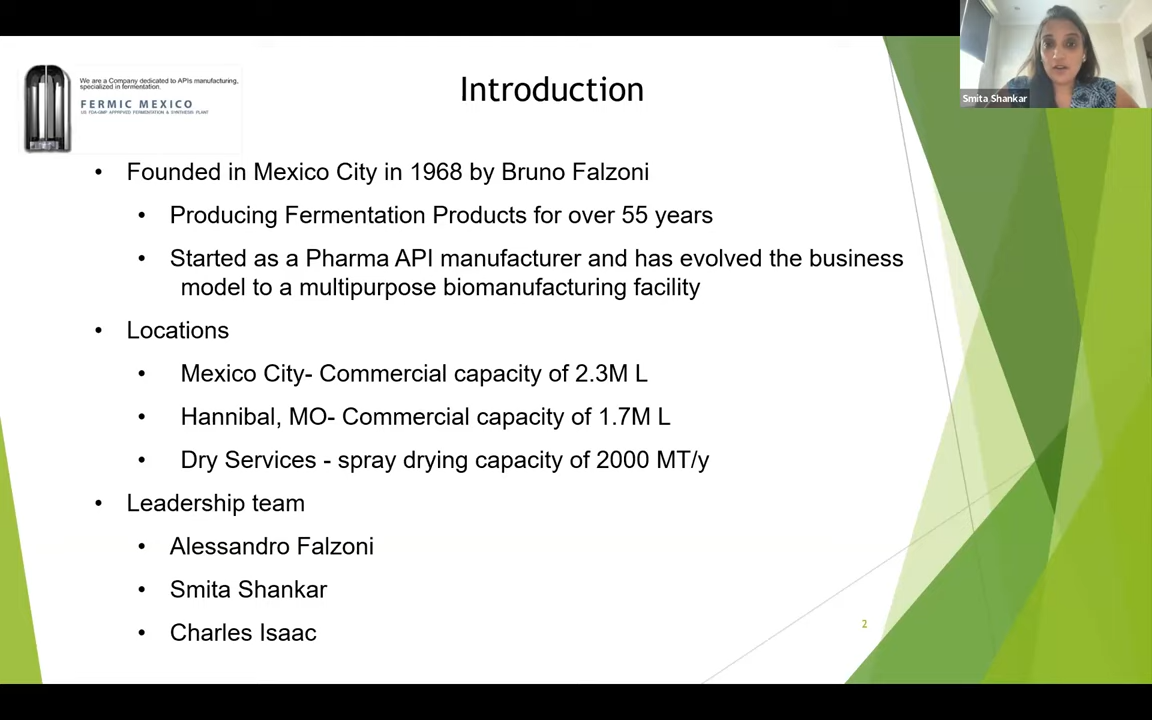 We are a Company dedicated to APIs manufacturing,
specialized in fermentation.
FERMIC MEXICO
US FDA-GMP APPROVED FERMENTATION & SYNTHESIS PLANT
Introduction
Smita Shankar
• Founded in Mexico City in 1968 by Bruno Falzoni
• Producing Fermentation Products for over 55 years
• Started as a Pharma API manufacturer and has evolved the business
model to a multipurpose biomanufacturing facility
• Locations
• Mexico City- Commercial capacity of 2.3M L
• Hannibal, MO- Commercial capacity of 1.7M L
• Dry Services - spray drying capacity of 2000 MT/y
• Leadership team
• Alessandro Falzoni
• Smita Shankar
• Charles Isaac
2